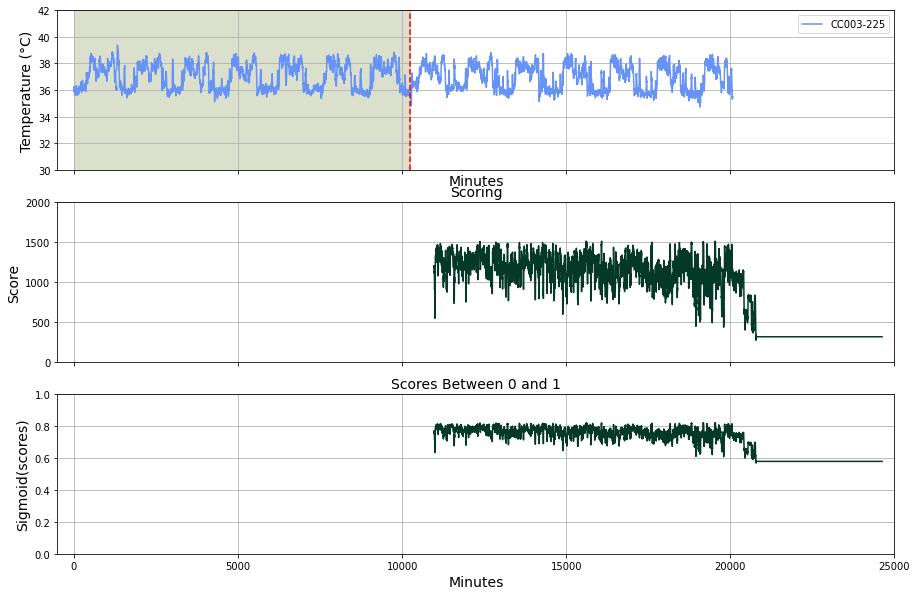 42
40
38
36
34
32
30
Temperature (°C)
CC003-225
Minutes
Scoring
2000
1500
1000
500
0
Score
Scores Between 0 and 1
1.0
0.8
0.6
0.4
0.2
0.0
Sigmoid(scores)
0 5000 10000 15000 20000 25000
Minutes